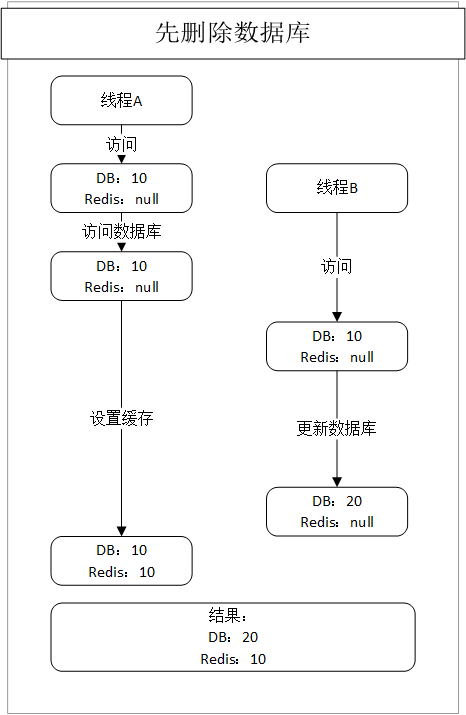 先删除数据库
线程A
访问
DB：10
Redis：null
访问数据库
DB：10
Redis：null
设置缓存
DB：10
Redis：10
线程B
访问
DB：10
Redis：null
更新数据库
DB：20
Redis：null
结果：
DB：20
Redis：10